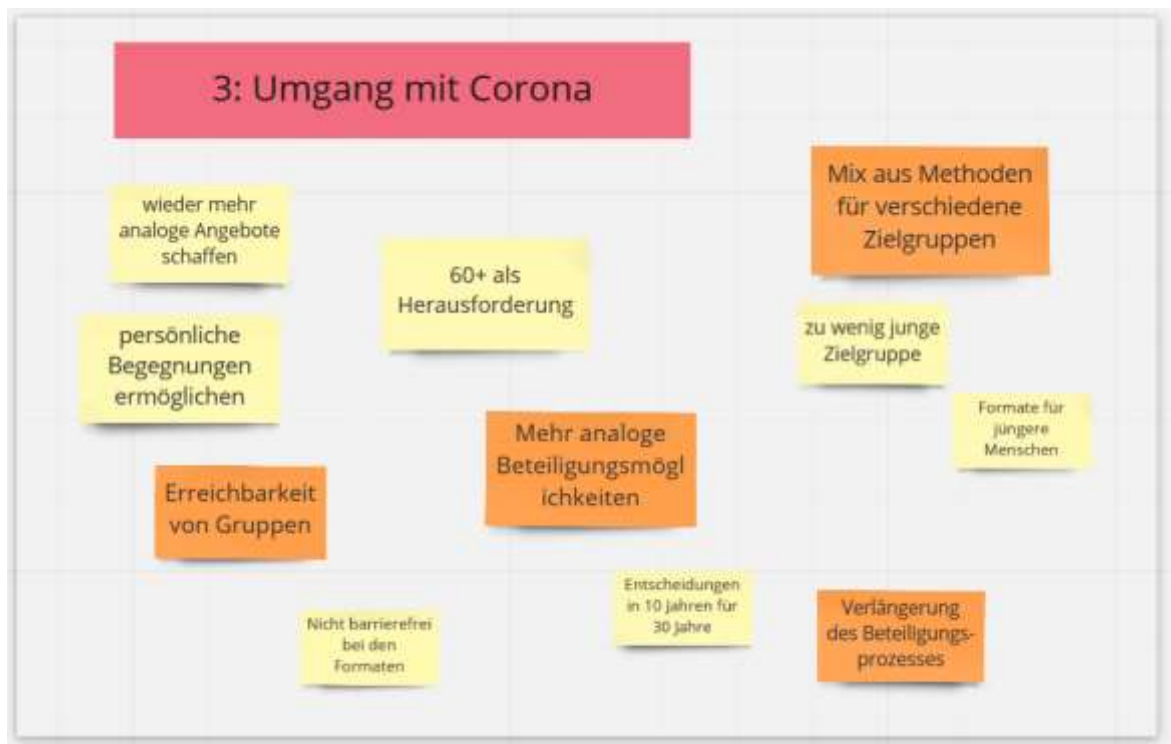 3: Umgang mit Corona
wieder mehr
analoge Angebote
schaffen
60+ als
Herausforderung
Mix aus Methoden
für verschiedene
Zielgruppen
persönliche
Begegnungen
ermöglichen
zu wenig junge
Zielgruppe
Formate für
jüngere
Menschen
Mehr analoge
Beteiligungsmögl
ichkeiten
Erreichbarkeit
von Gruppen
Entscheidungen
in 10 Jahren für
30 Jahre
Verlängerung
des Beteiligungs-
prozesses
Nicht barrierefrei
bei den
Formaten